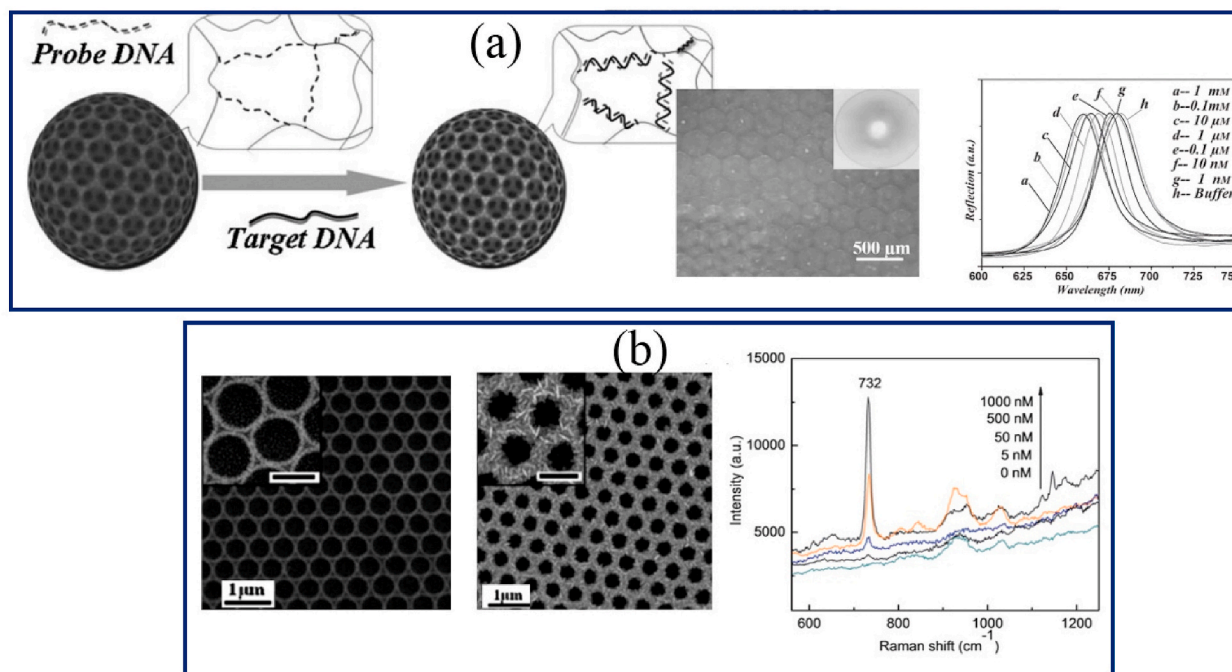 (a)
Probe DNA
Target DNA
500 µm
Reflection (a.u.)
a
b
c
d
e
f
g
h
a-- 1 mM
b--0.1mM
c-- 10 µM
d-- 1 µM
e--0.1 µM
f-- 10 nM
g-- 1 nM
h-- Buffer
600 625 650 675 700 725 75
Wavelength (nm)
(b)
1µm
1µm
Intensity (a.u.)
15000
10000
5000
732
1000 nM
500 nM
50 nM
5 nM
0 nM
600 800 1000 1200
Raman shift (cm⁻¹)